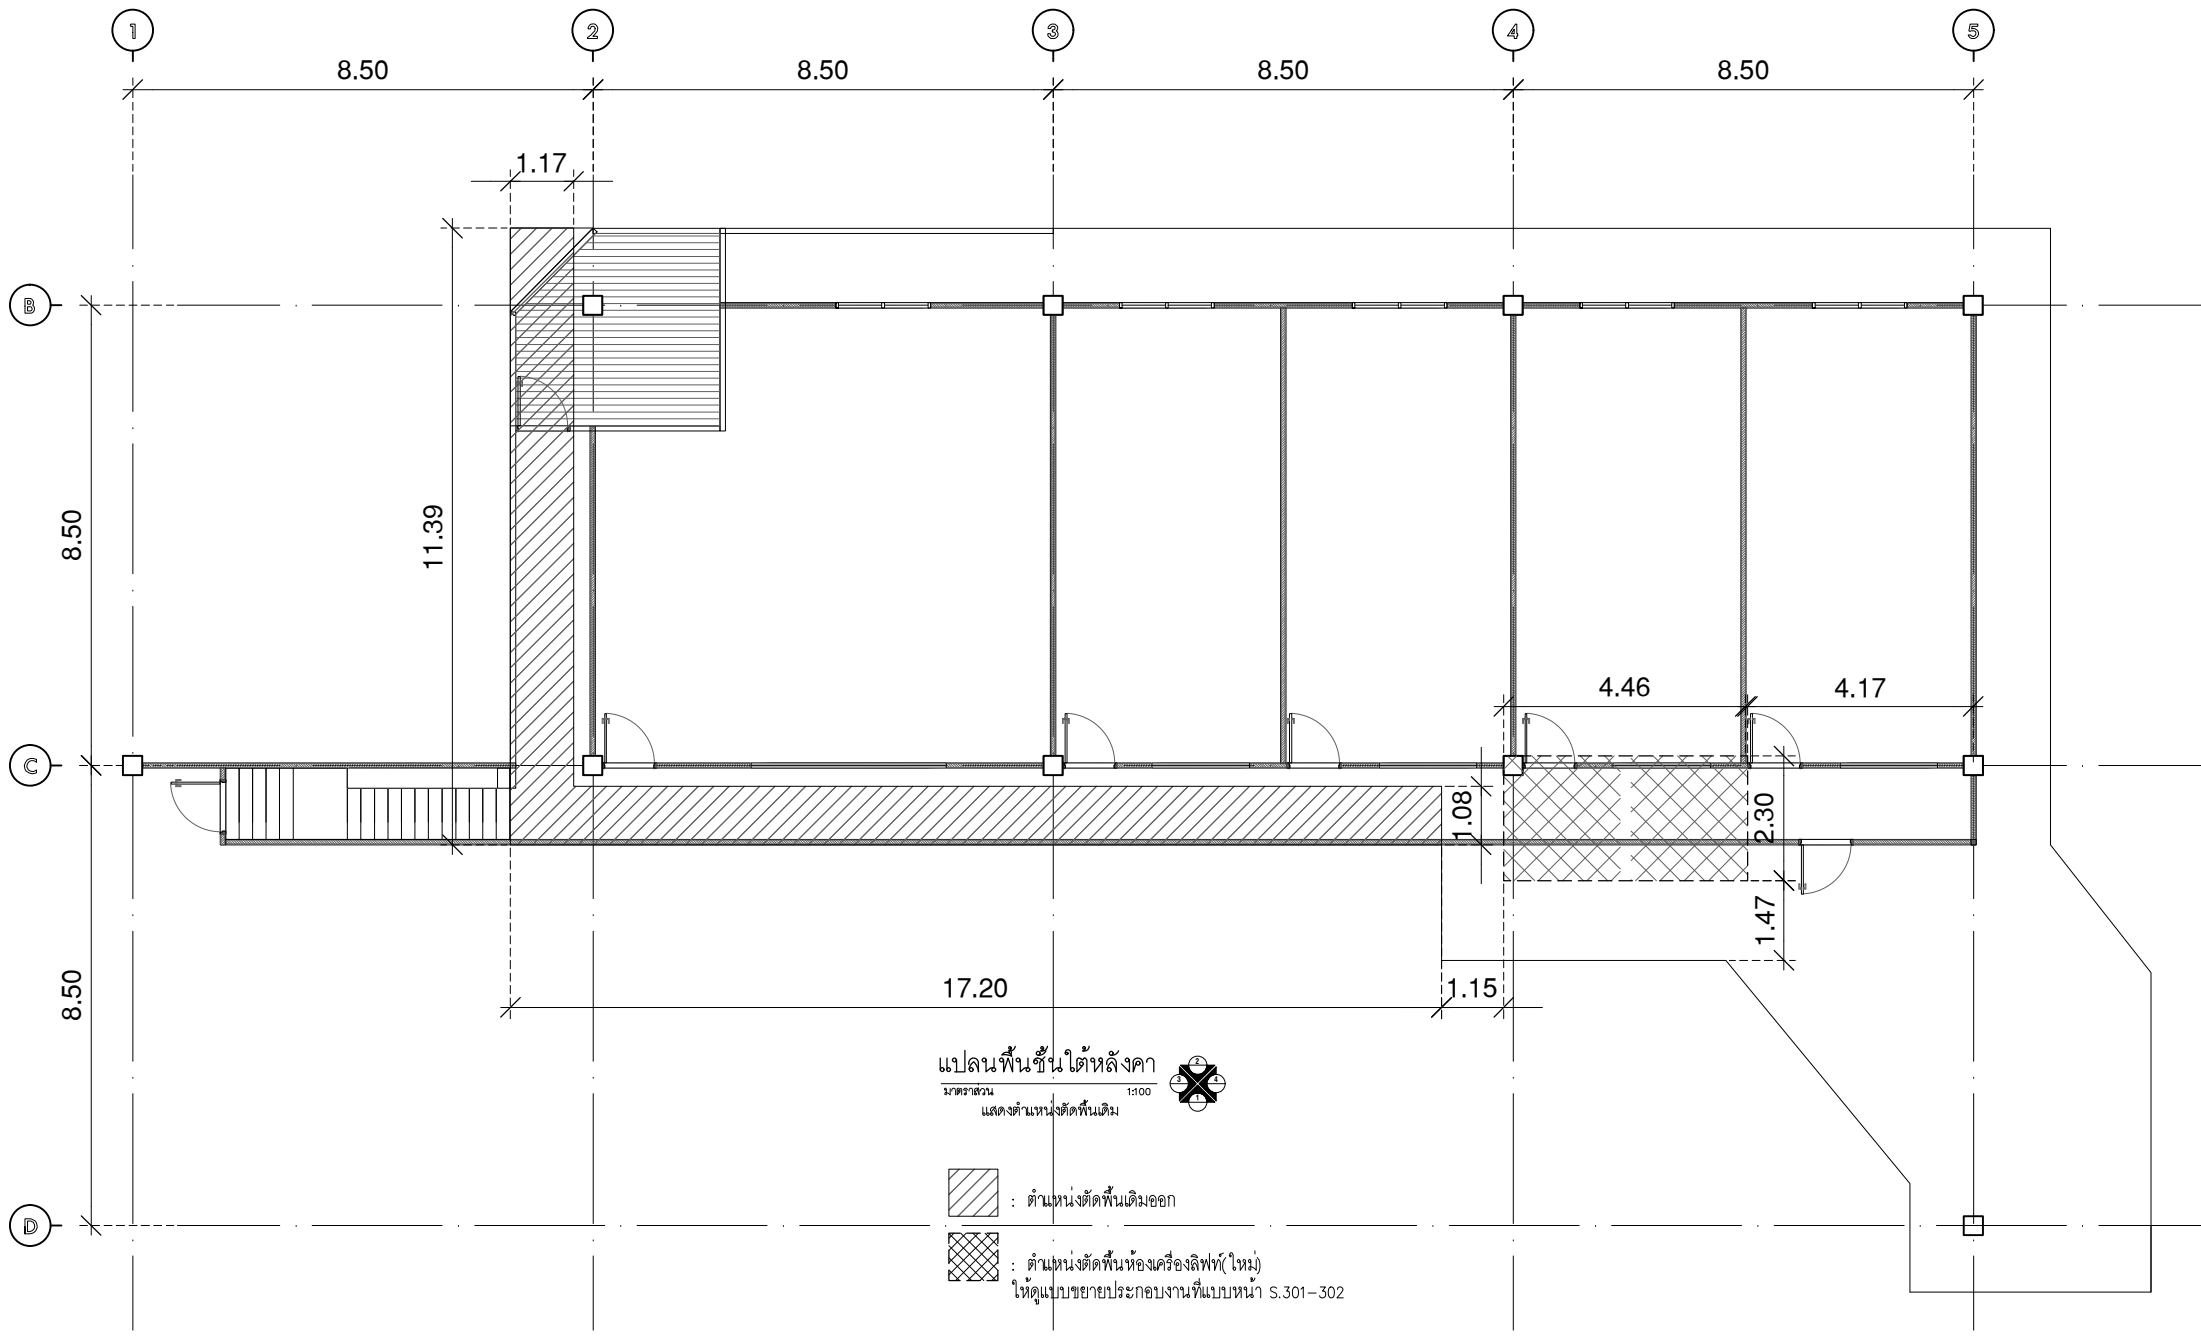 1 2 3 4 5
8.50 8.50 8.50 8.50
1.17
B
11.39
8.50
4.46 4.17
C
1.08 2.30
1.47
8.50
17.20 1.15
แปลนพื้นชั้นใต้หลังคา
มาตราส่วน 1:100
แสดงตำแหน่งตัดพื้นเดิม
2
3 4
1
: ตำแหน่งตัดพื้นเดิมออก
D
: ตำแหน่งตัดพื้นห้องเครื่องลิฟท์(ใหม่)
ให้ดูแบบขยายประกอบงานที่แบบหน้า S.301-302